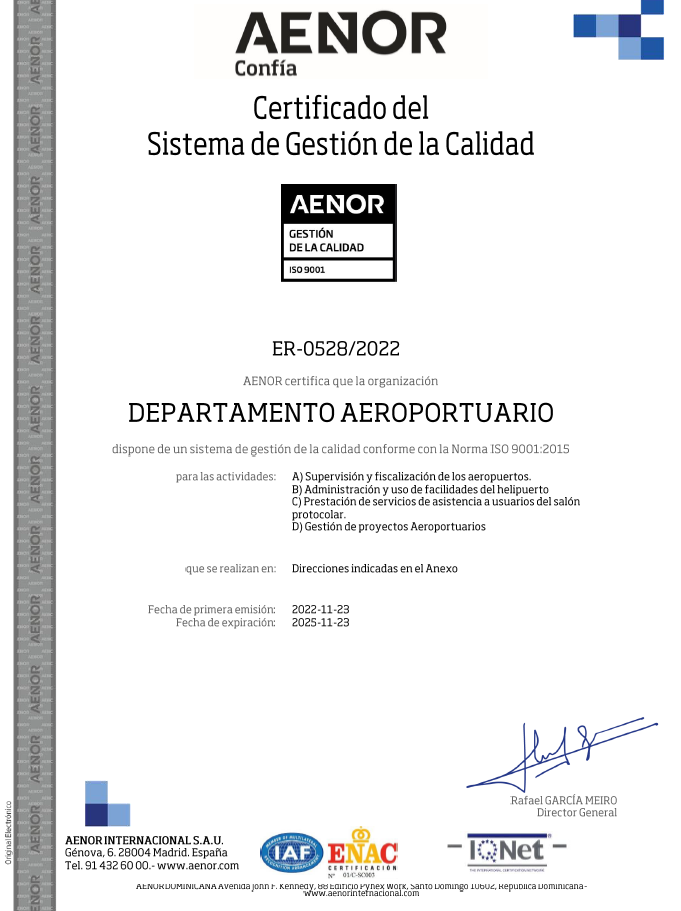 AENOR
Confía
Certificado del
Sistema de Gestión de la Calidad
AENOR
GESTIÓN
DE LA CALIDAD
ISO 9001
ER-0528/2022
AENOR certifica que la organización
DEPARTAMENTO AEROPORTUARIO
dispone de un sistema de gestión de la calidad conforme con la Norma ISO 9001:2015
para las actividades: A) Supervisión y fiscalización de los aeropuertos.
B) Administración y uso de facilidades del helipuerto
C) Prestación de servicios de asistencia a usuarios del salón
protocolar.
D) Gestión de proyectos Aeroportuarios
que se realizan en: Direcciones indicadas en el Anexo
Fecha de primera emisión: 2022-11-23
Fecha de expiración: 2025-11-23
Rafael GARCÍA MEIRO
Director General
Original Electrónico
AENOR INTERNACIONAL S.A.U.
Génova, 6. 28004 Madrid. España
Tel. 91 432 60 00.- www.aenor.com
IAF
ENAC
CERTIFICACIÓN
Nº 01/C-SC003
IQNet
THE INTERNATIONAL CERTIFICATION NETWORK
AENORDOMINICANA Avenida John F. Kennedy, 88 Edificio Pyhex Work, Santo Domingo 10602, República Dominicana-
www.aenorinternacional.com